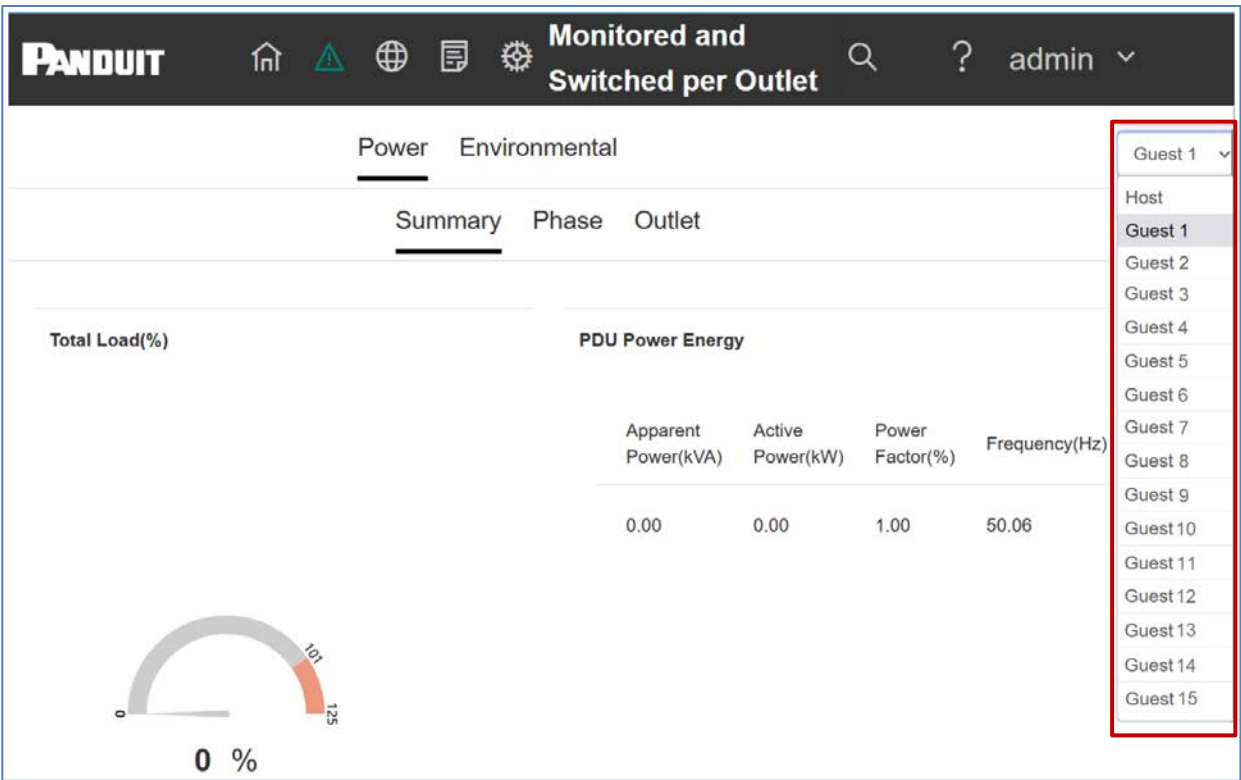 PANDUIT
Monitored and
Switched per Outlet
?
admin
Power Environmental
Guest 1
Summary Phase Outlet
Host
Guest 1
Guest 2
Guest 3
Guest 4
Guest 5
Guest 6
Guest 7
Guest 8
Guest 9
Guest 10
Guest 11
Guest 12
Guest 13
Guest 14
Guest 15
Total Load(%)
0
101
125
0 %
PDU Power Energy
Apparent
Power(kVA)
Active
Power(kW)
Power
Factor(%)
Frequency(Hz)
0.00 0.00 1.00 50.06